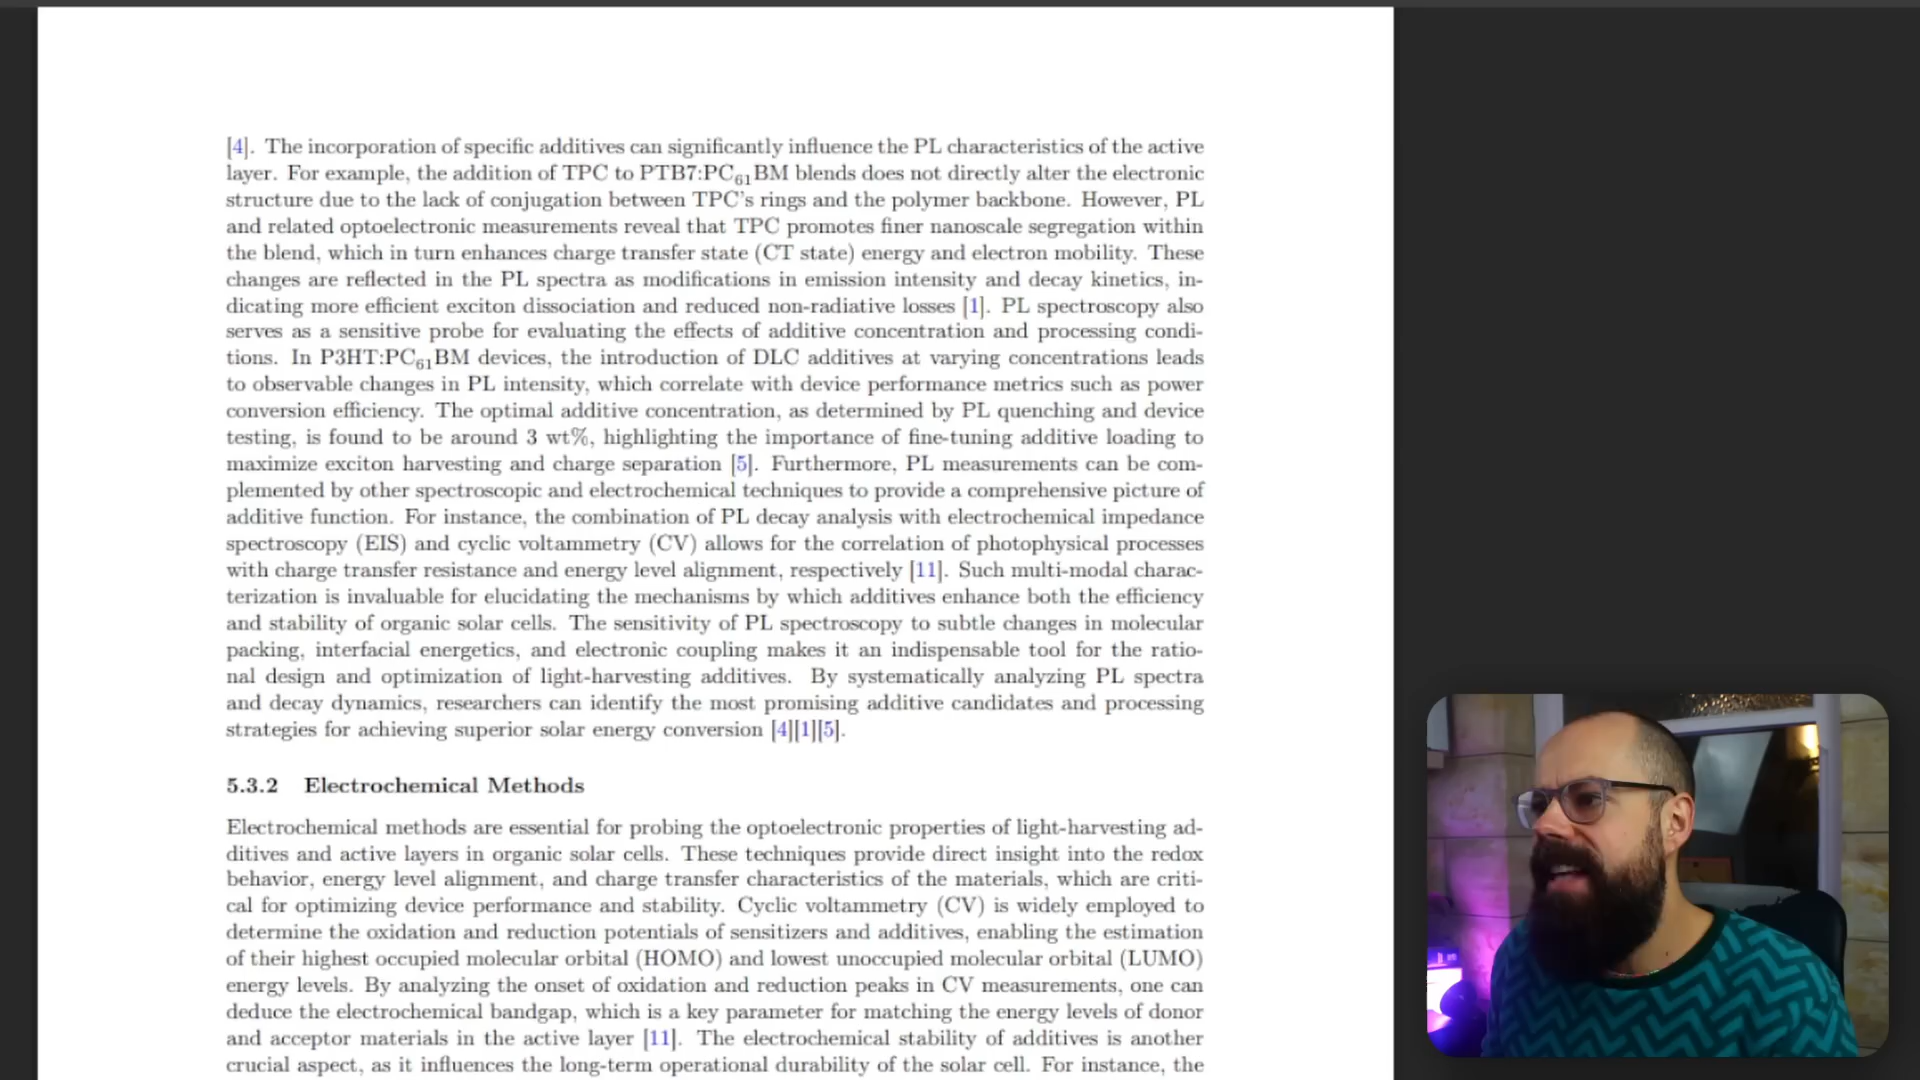 [4]. The incorporation of specific additives can significantly influence the PL characteristics of the active
layer. For example, the addition of TPC to PTB7:PC61BM blends does not directly alter the electronic
structure due to the lack of conjugation between TPC's rings and the polymer backbone. However, PL
and related optoelectronic measurements reveal that TPC promotes finer nanoscale segregation within
the blend, which in turn enhances charge transfer state (CT state) energy and electron mobility. These
changes are reflected in the PL spectra as modifications in emission intensity and decay kinetics, in-
dicating more efficient exciton dissociation and reduced non-radiative losses [1]. PL spectroscopy also
serves as a sensitive probe for evaluating the effects of additive concentration and processing condi-
tions. In P3HT:PC61BM devices, the introduction of DLC additives at varying concentrations leads
to observable changes in PL intensity, which correlate with device performance metrics such as power
conversion efficiency. The optimal additive concentration, as determined by PL quenching and device
testing, is found to be around 3 wt%, highlighting the importance of fine-tuning additive loading to
maximize exciton harvesting and charge separation [5]. Furthermore, PL measurements can be com-
plemented by other spectroscopic and electrochemical techniques to provide a comprehensive picture of
additive function. For instance, the combination of PL decay analysis with electrochemical impedance
spectroscopy (EIS) and cyclic voltammetry (CV) allows for the correlation of photophysical processes
with charge transfer resistance and energy level alignment, respectively [11]. Such multi-modal charac-
terization is invaluable for elucidating the mechanisms by which additives enhance both the efficiency
and stability of organic solar cells. The sensitivity of PL spectroscopy to subtle changes in molecular
packing, interfacial energetics, and electronic coupling makes it an indispensable tool for the ratio-
nal design and optimization of light-harvesting additives. By systematically analyzing PL spectra
and decay dynamics, researchers can identify the most promising additive candidates and processing
strategies for achieving superior solar energy conversion [4][1][5].
5.3.2 Electrochemical Methods
Electrochemical methods are essential for probing the optoelectronic properties of light-harvesting ad-
ditives and active layers in organic solar cells. These techniques provide direct insight into the redox
behavior, energy level alignment, and charge transfer characteristics of the materials, which are criti-
cal for optimizing device performance and stability. Cyclic voltammetry (CV) is widely employed to
determine the oxidation and reduction potentials of sensitizers and additives, enabling the estimation
of their highest occupied molecular orbital (HOMO) and lowest unoccupied molecular orbital (LUMO)
energy levels. By analyzing the onset of oxidation and reduction peaks in CV measurements, one can
deduce the electrochemical bandgap, which is a key parameter for matching the energy levels of donor
and acceptor materials in the active layer [11]. The electrochemical stability of additives is another
crucial aspect, as it influences the long-term operational durability of the solar cell. For instance, the